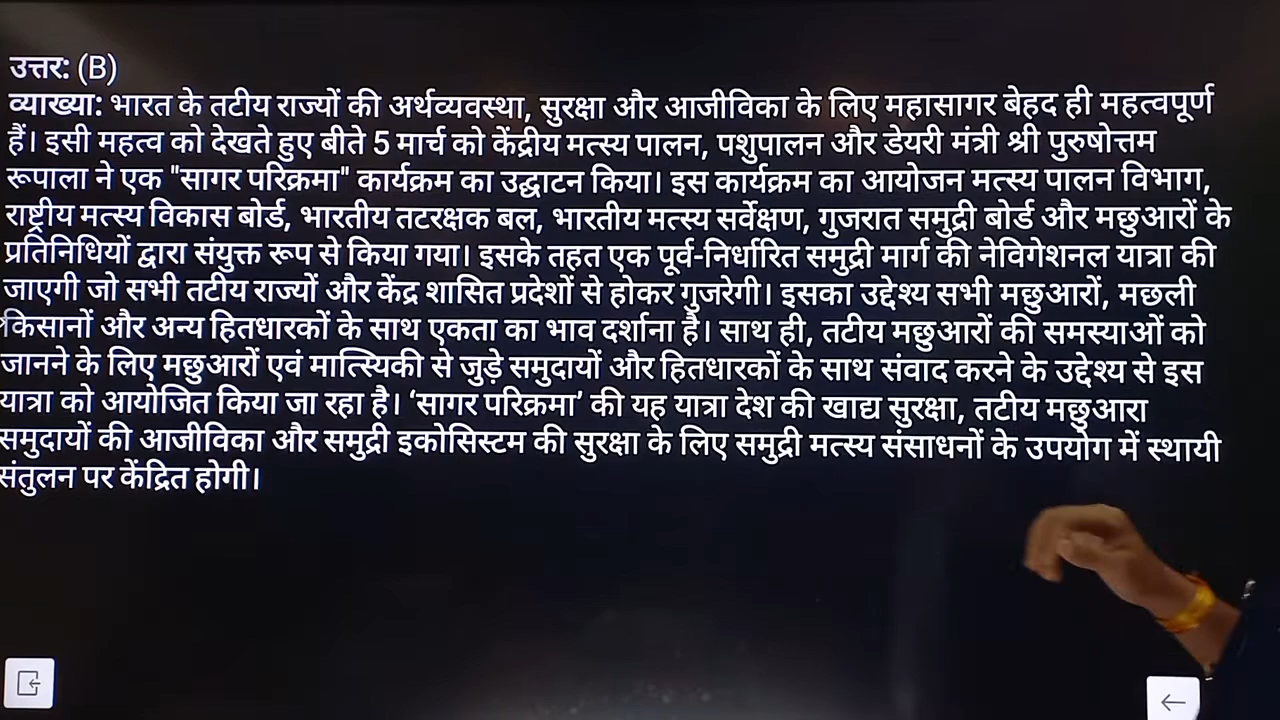 उत्तर: (B)
व्याख्या: भारत के तटीय राज्यों की अर्थव्यवस्था, सुरक्षा और आजीविका के लिए महासागर बेहद ही महत्वपूर्ण
हैं। इसी महत्व को देखते हुए बीते 5 मार्च को केंद्रीय मत्स्य पालन, पशुपालन और डेयरी मंत्री श्री पुरुषोत्तम
रूपाला ने एक "सागर परिक्रमा" कार्यक्रम का उद्घाटन किया। इस कार्यक्रम का आयोजन मत्स्य पालन विभाग,
राष्ट्रीय मत्स्य विकास बोर्ड, भारतीय तटरक्षक बल, भारतीय मत्स्य सर्वेक्षण, गुजरात समुद्री बोर्ड और मछुआरों के
प्रतिनिधियों द्वारा संयुक्त रूप से किया गया। इसके तहत एक पूर्व-निर्धारित समुद्री मार्ग की नेविगेशनल यात्रा की
जाएगी जो सभी तटीय राज्यों और केंद्र शासित प्रदेशों से होकर गुजरेगी। इसका उद्देश्य सभी मछुआरों, मछली
किसानों और अन्य हितधारकों के साथ एकता का भाव दर्शाना है। साथ ही, तटीय मछुआरों की समस्याओं को
जानने के लिए मछुआरों एवं मात्स्यिकी से जुड़े समुदायों और हितधारकों के साथ संवाद करने के उद्देश्य से इस
यात्रा को आयोजित किया जा रहा है। ‘सागर परिक्रमा’ की यह यात्रा देश की खाद्य सुरक्षा, तटीय मछुआरा
समुदायों की आजीविका और समुद्री इकोसिस्टम की सुरक्षा के लिए समुद्री मत्स्य संसाधनों के उपयोग में स्थायी
संतुलन पर केंद्रित होगी।